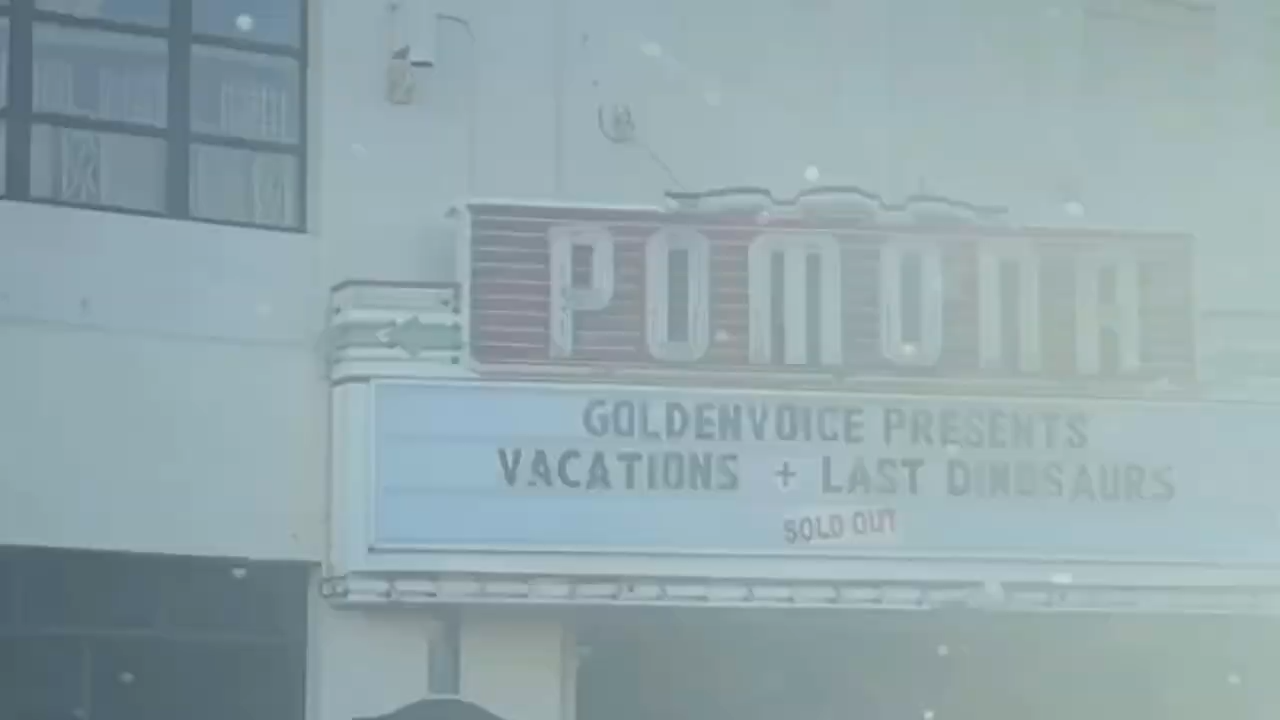 POMONA
GOLDENVOICE PRESENTS
VACATIONS + LAST DINOSAURS
SOLD OUT